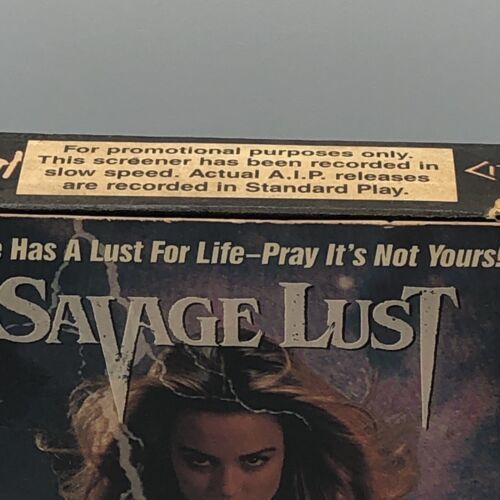 For promotional purposes only.
This screener has been recorded in
slow speed. Actual A.I.P. releases
are recorded in Standard Play.
Has A Lust For Life–Pray It's Not Yours!
SAVAGE LUST